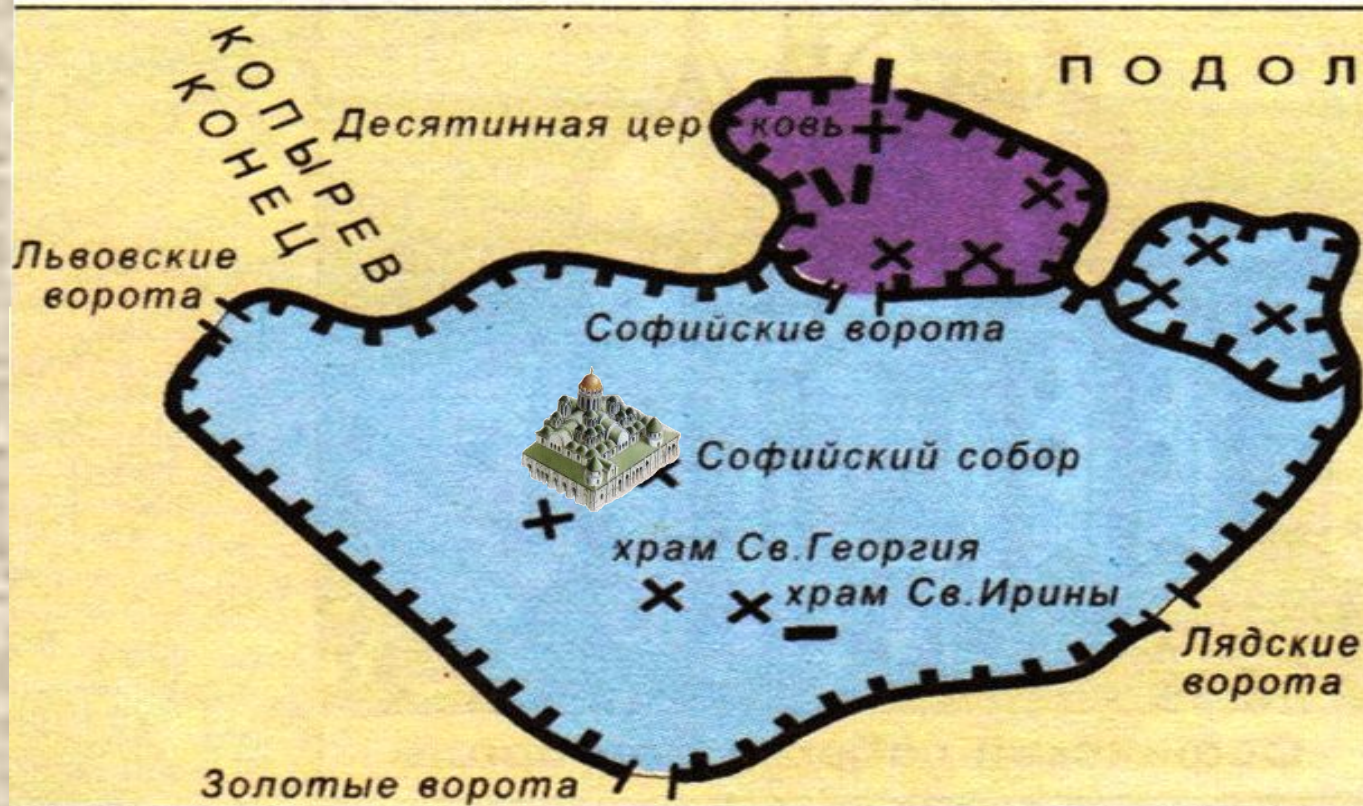 КОПЫРЕВ
КОНЕЦ
ПОДОЛ
Десятинная церковь
Львовские
ворота
Софийские ворота
Софийский собор
храм Св.Георгия
храм Св.Ирины
Лядские
ворота
Золотые ворота